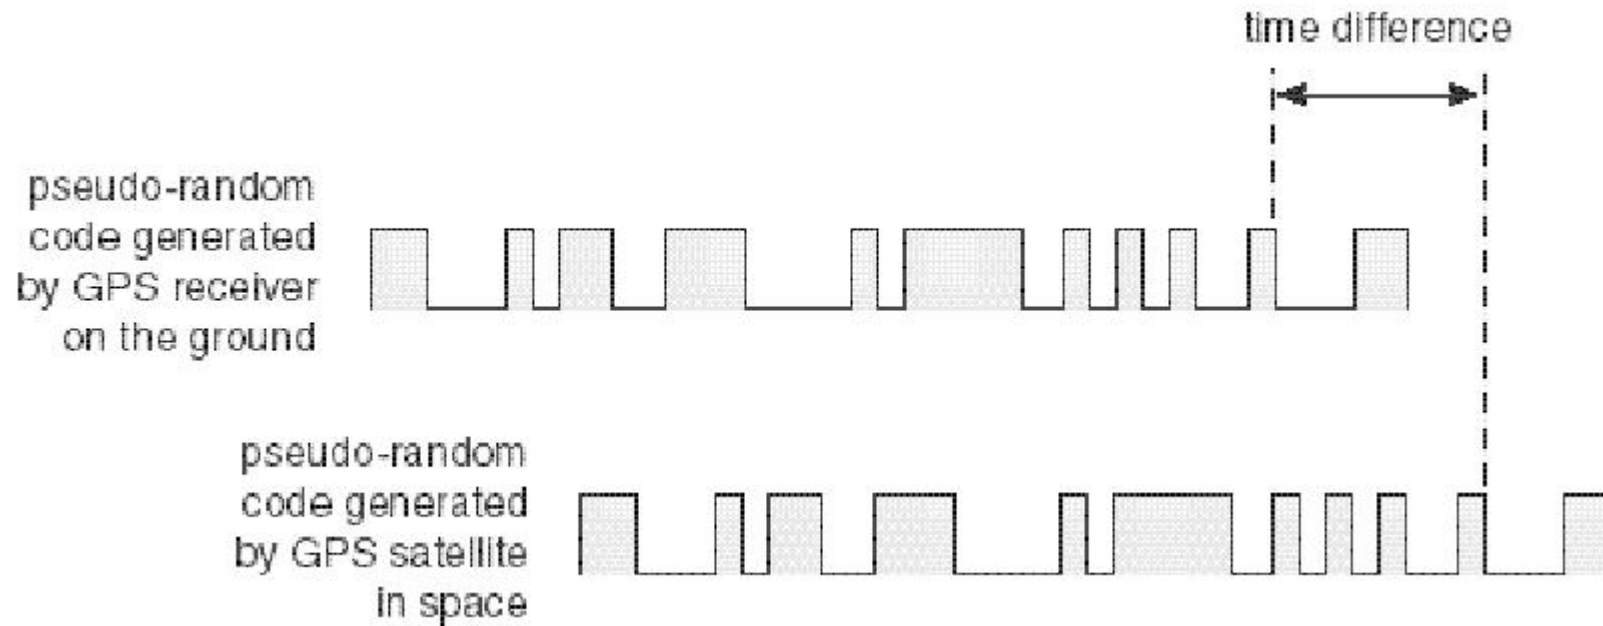 time difference
pseudo-random
code generated
by GPS receiver
on the ground
pseudo-random
code generated
by GPS satellite
in space